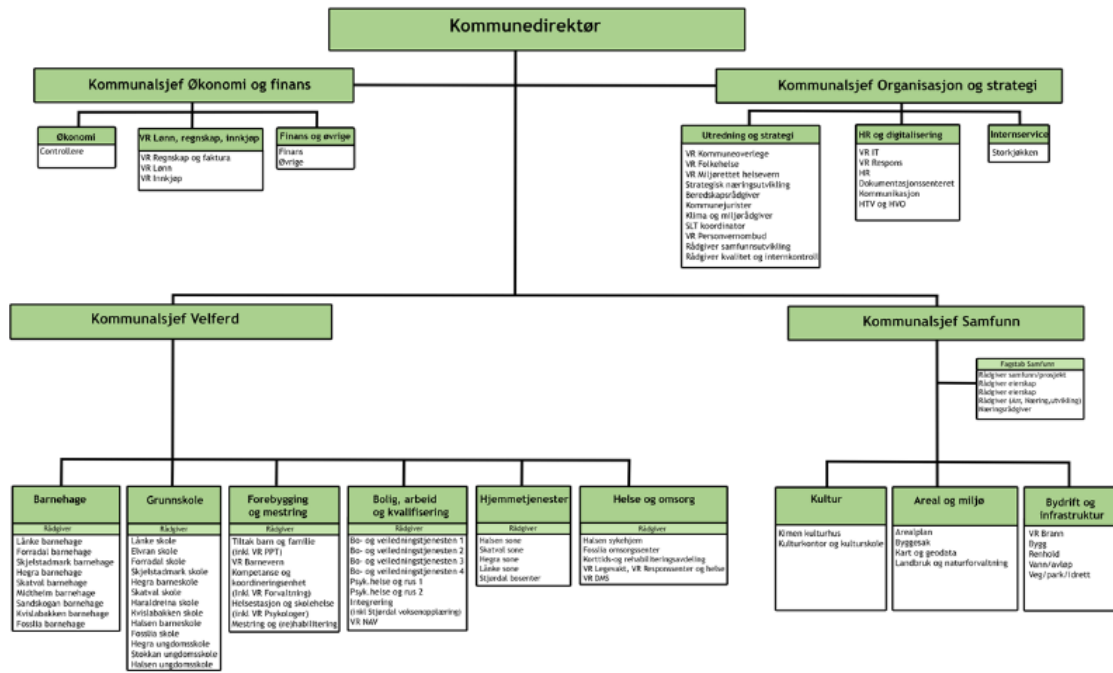 Kommunedirektør
Kommunalsjef Økonomi og finans
Kommunalsjef Organisasjon og strategi
Økonomi
Controllere
VR Lønn, regnskap, innkjøp
VR Regnskap og faktura
VR Lønn
VR Innkjøp
Finans og øvrige
Finans
Øvrige
Utredning og strategi
VR Kommuneoverlege
VR Folkehelse
VR Miljørettet helsevern
Strategisk næringsutvikling
Beredskapsrådgiver
Kommunejurister
Klima og miljørådgiver
SLT koordinator
VR Personvernombud
Rådgiver samfunnsutvikling
Rådgiver kvalitet og internkontroll
HR og digitalisering
VR IT
VR Respons
HR
Dokumentasjonssenteret
Kommunikasjon
HTV og HVO
Internservice
Storkjøkken
Kommunalsjef Velferd
Kommunalsjef Samfunn
Fagstab Samfunn
Rådgiver samfunn/prosjekt
Rådgiver eierskap
Rådgiver eierskap
Rådgiver (AM, Næring,utvikling)
Næringsrådgiver
Barnehage
Rådgiver
Lånke barnehage
Forradal barnehage
Skjelstadmark barnehage
Hegra barnehage
Skatval barnehage
Midtheim barnehage
Sandskogan barnehage
Kvislabakken barnehage
Fosslia barnehage
Grunnskole
Rådgiver
Lånke skole
Elvran skole
Forradal skole
Skjelstadmark skole
Hegra barneskole
Skatval skole
Haraldreina skole
Kvislabakken skole
Halsen barneskole
Fosslia skole
Hegra ungdomsskole
Stokkan ungdomsskole
Halsen ungdomsskole
Forebygging
og mestring
Rådgiver
Tiltak barn og familie
(inkl VR PPT)
VR Barnevern
Kompetanse og
koordineringsenhet
(inkl VR Forvaltning)
Helsestasjon og skolehelse
(inkl VR Psykologer)
Mestring og (re)habilitering
Bolig, arbeid
og kvalifisering
Rådgiver
Bo- og veiledningstjenesten 1
Bo- og veiledningstjenesten 2
Bo- og veiledningstjenesten 3
Bo- og veiledningstjenesten 4
Psyk.helse og rus 1
Psyk.helse og rus 2
Integrering
(inkl Stjørdal voksenopplæring)
VR NAV
Hjemmetjenester
Rådgiver
Halsen sone
Skatval sone
Hegra sone
Lånke sone
Stjørdal bosenter
Helse og omsorg
Rådgiver
Halsen sykehjem
Fosslia omsorgssenter
Korttids-og rehabiliteringsavdeling
VR Legevakt, VR Responssenter og helse
VR DMS
Kultur
Kimen kulturhus
Kulturkontor og kulturskole
Areal og miljø
Arealplan
Byggesak
Kart og geodata
Landbruk og naturforvaltning
Bydrift og
infrastruktur
VR Brann
Bygg
Renhold
Vann/avløp
Veg/park/idrett